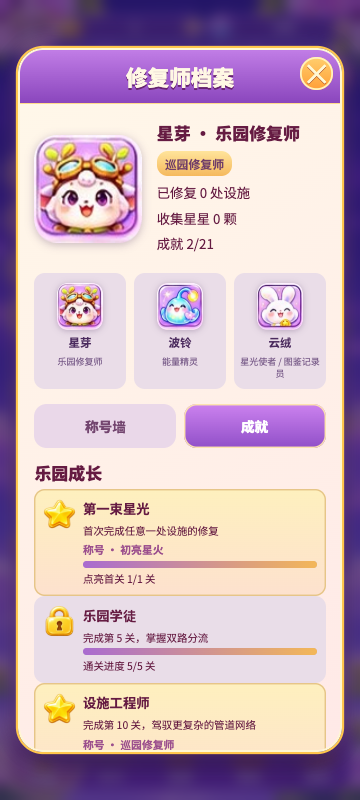 修复师档案
星芽 · 乐园修复师
巡园修复师
已修复 0 处设施
收集星星 0 颗
成就 2/21
星芽
乐园修复师
波铃
能量精灵
云绒
星光使者 / 图鉴记录
员
称号墙
成就
乐园成长
第一束星光
首次完成任意一处设施的修复
称号 · 初亮星火
点亮首关 1/1 关
乐园学徒
完成第 5 关，掌握双路分流
通关进度 5/5 关
设施工程师
完成第 10 关，驾驭更复杂的管道网络
称号 · 巡园修复师